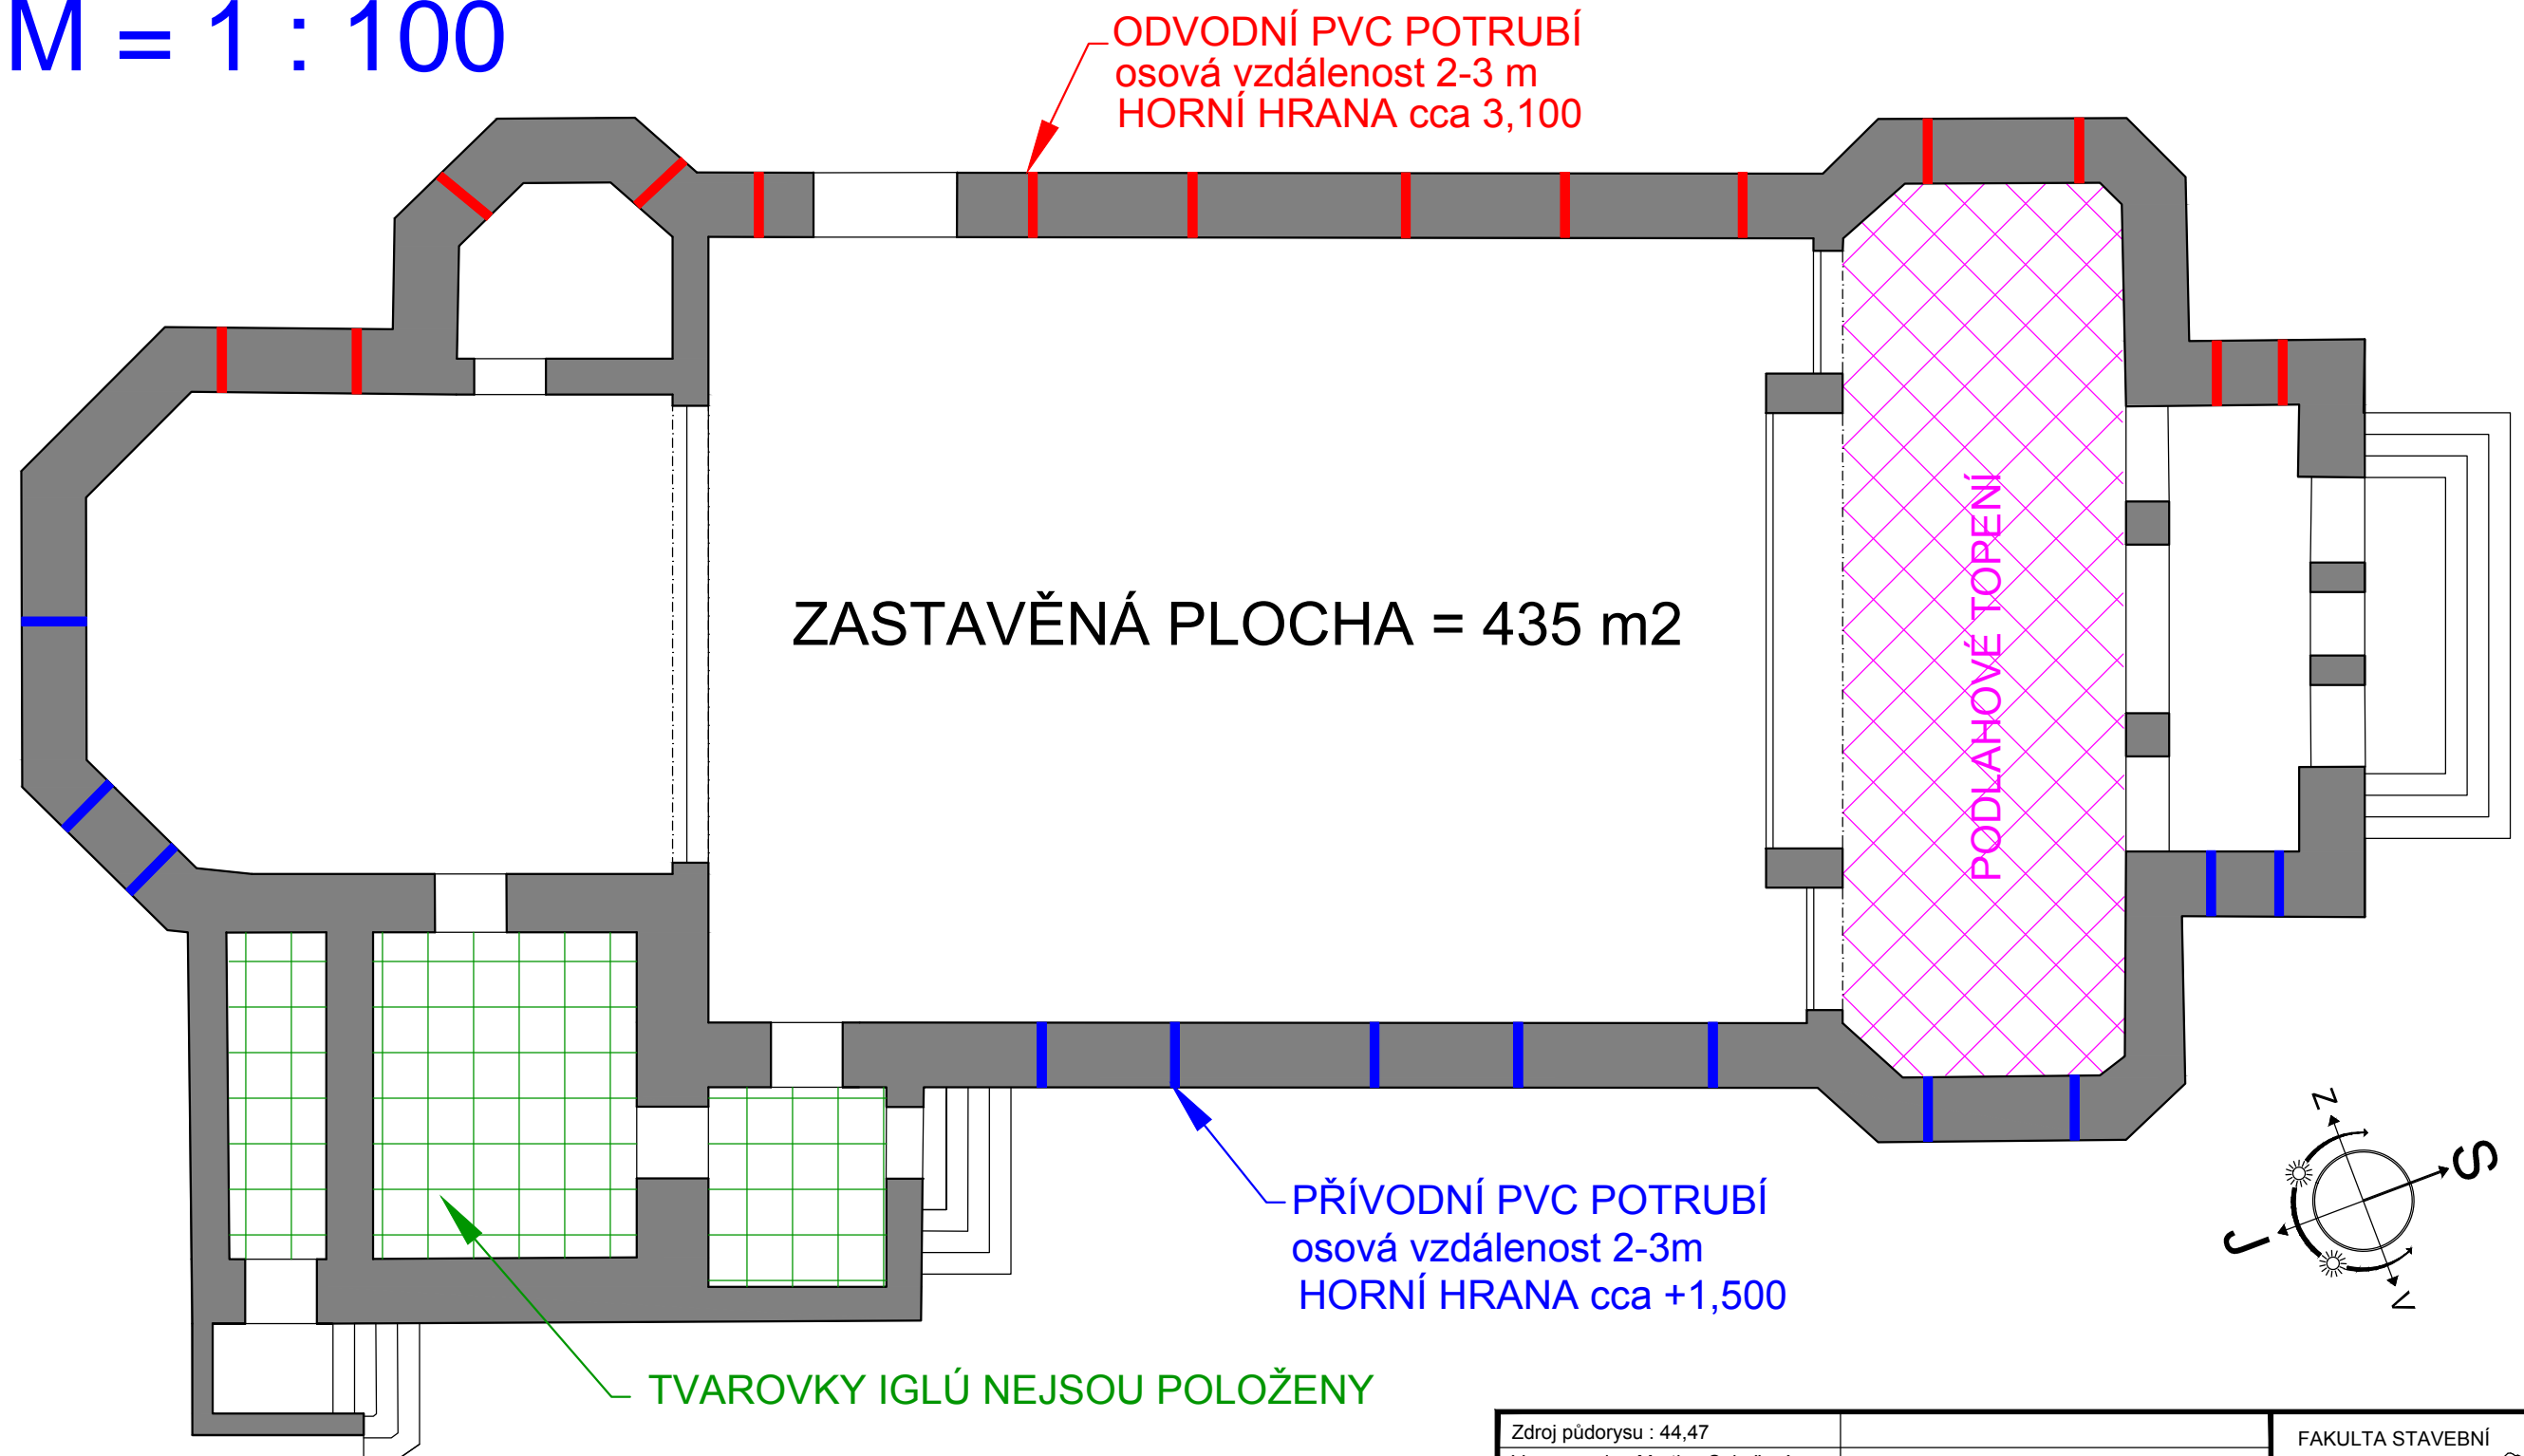 M = 1 : 100
ODVODNÍ PVC POTRUBÍ
osová vzdálenost 2-3 m
HORNÍ HRANA cca 3,100
ZASTAVĚNÁ PLOCHA = 435 m2
PODLAHOVÉ TOPENÍ
PŘÍVODNÍ PVC POTRUBÍ
osová vzdálenost 2-3m
HORNÍ HRANA cca +1,500
Z
S
J
V
TVAROVKY IGLÚ NEJSOU POLOŽENY
Zdroj půdorysu : 44,47
FAKULTA STAVEBNÍ